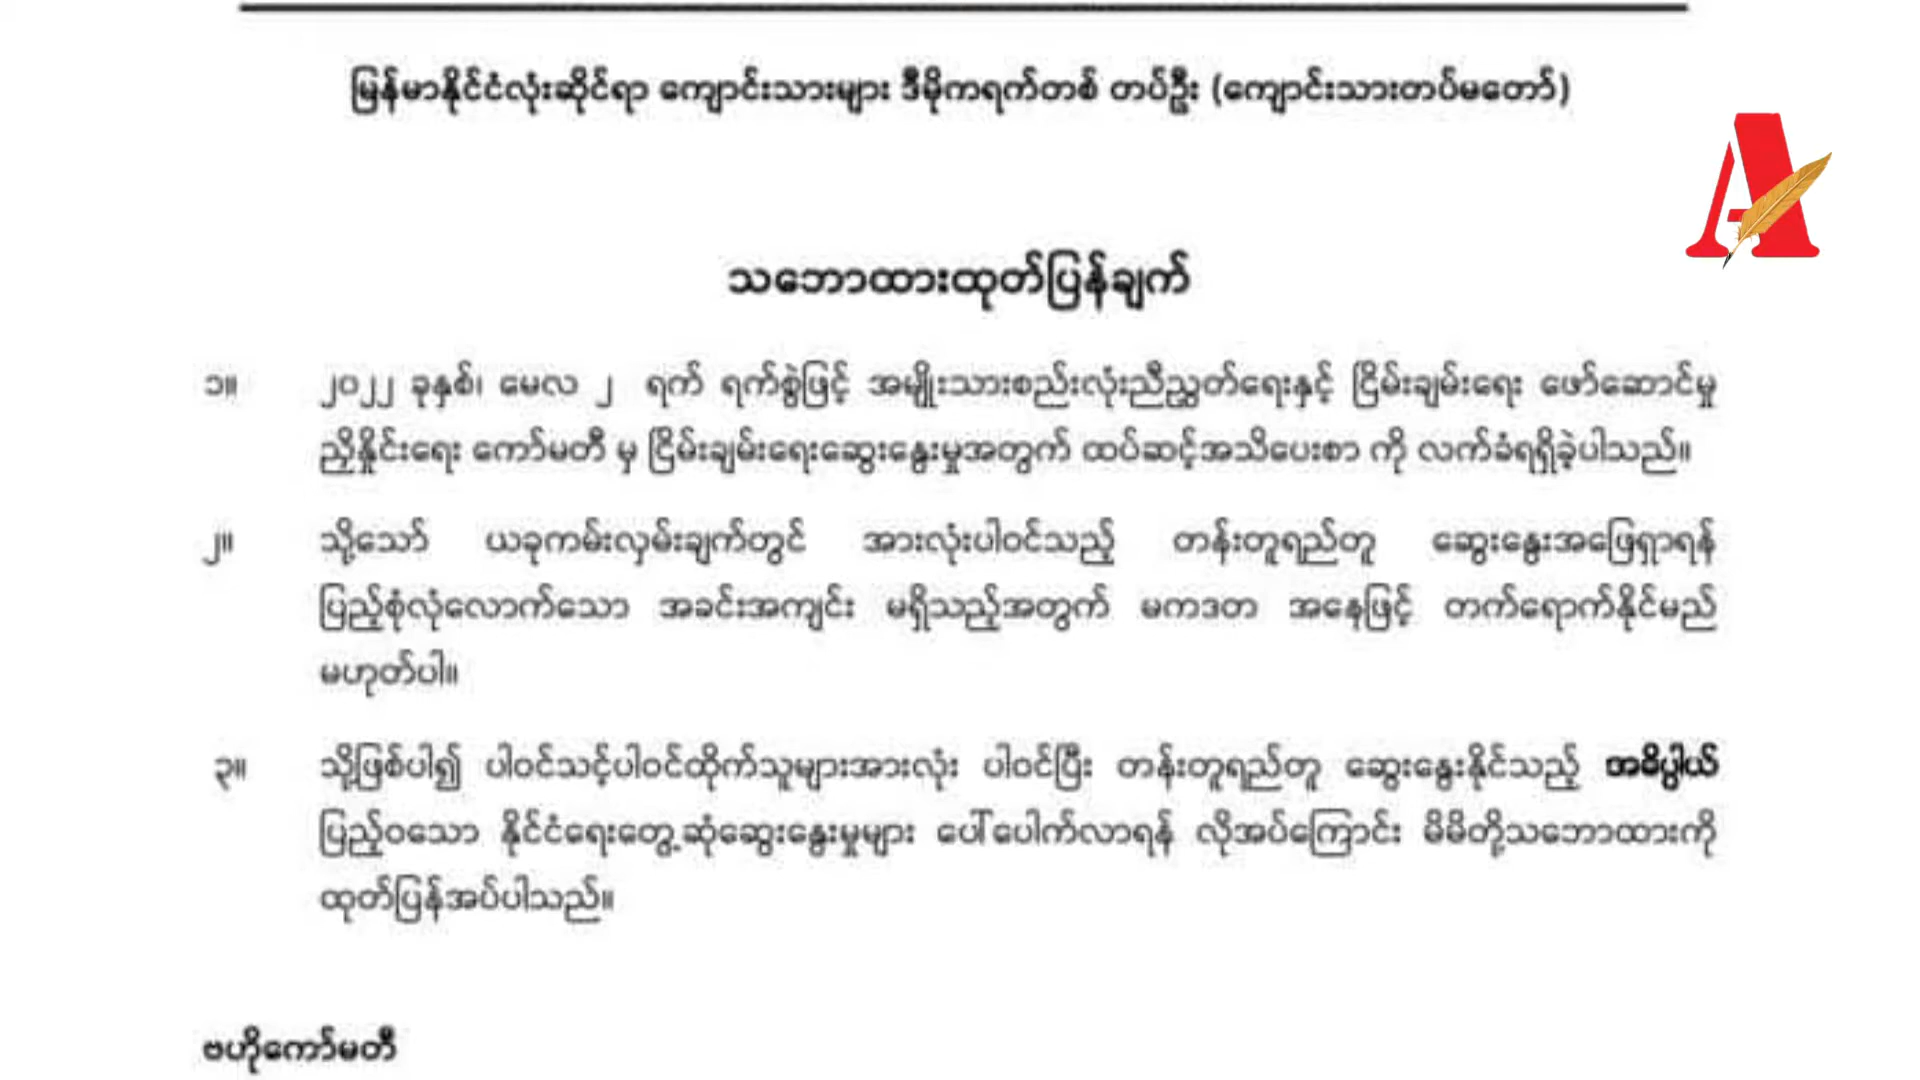 မြန်မာနိုင်ငံလုံးဆိုင်ရာ ကျောင်းသားများ ဒီမိုကရက်တစ် တပ်ဦး (ကျောင်းသားတပ်မတော်)
A
သဘောထားထုတ်ပြန်ချက်
၁။ ၂၀၂၂ ခုနှစ်၊ မေလ ၂ ရက် ရက်စွဲဖြင့် အမျိုးသားစည်းလုံးညီညွတ်ရေးနှင့် ငြိမ်းချမ်းရေး ဖော်ဆောင်မှု
ညှိနှိုင်းရေး ကော်မတီ မှ ငြိမ်းချမ်းရေးဆွေးနွေးမှုအတွက် ထပ်ဆင့်အသိပေးစာ ကို လက်ခံရရှိခဲ့ပါသည်။
၂။ သို့သော် ယခုကမ်းလှမ်းချက်တွင် အားလုံးပါဝင်သည့် တန်းတူရည်တူ ဆွေးနွေးအဖြေရှာရန်
ပြည့်စုံလုံလောက်သော အခင်းအကျင်း မရှိသည့်အတွက် မကဒတ အနေဖြင့် တက်ရောက်နိုင်မည်
မဟုတ်ပါ။
၃။ သို့ဖြစ်ပါ၍ ပါဝင်သင့်ပါဝင်ထိုက်သူများအားလုံး ပါဝင်ပြီး တန်းတူရည်တူ ဆွေးနွေးနိုင်သည့် အဓိပ္ပါယ်
ပြည့်ဝသော နိုင်ငံရေးတွေ့ဆုံဆွေးနွေးမှုများ ပေါ်ပေါက်လာရန် လိုအပ်ကြောင်း မိမိတို့သဘောထားကို
ထုတ်ပြန်အပ်ပါသည်။
ဗဟိုကော်မတီ